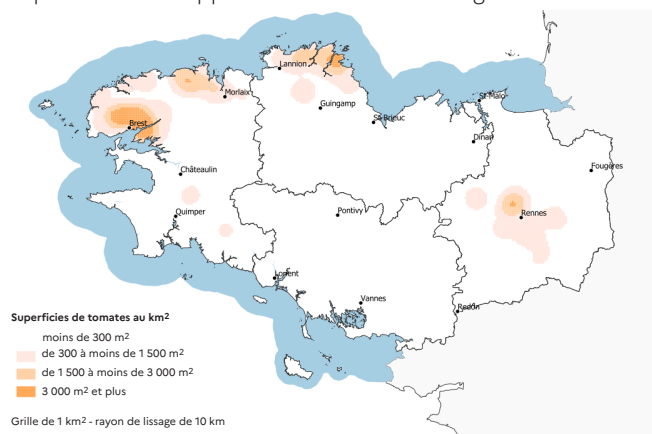 Lannion
Morlaix
Guingamp
St-Brieuc
St-Malo
Dinan
Fougères
Brest
Châteaulin
Quimper
Pontivy
Rennes
Lorient
Vannes
Redon
Superficies de tomates au km²
moins de 300 m²
de 300 à moins de 1 500 m²
de 1 500 à moins de 3 000 m²
3 000 m² et plus
Grille de 1 km² - rayon de lissage de 10 km